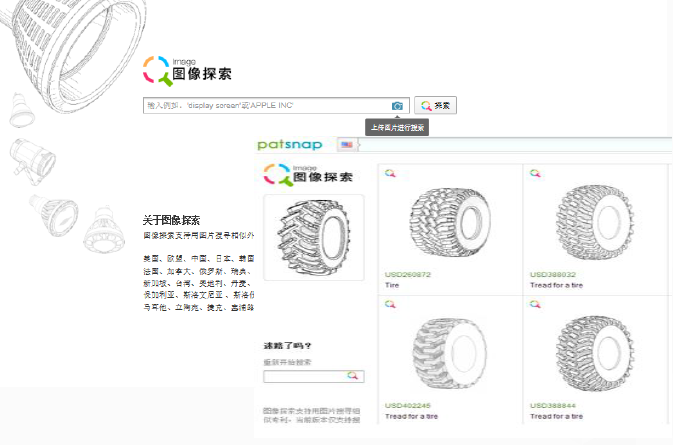 Image
图像探索
输入例如，'display screen'或'APPLE INC'
探索
上传图片进行搜索
patsnap
Image
图像探索
关于图像探索
图像探索支持用图片搜寻相似外
美国、欧盟、中国、日本、韩国
法国、加拿大、俄罗斯、瑞典、
新加坡、台湾、奥地利、丹麦、
保加利亚、斯洛文尼亚、斯洛伐
马耳他、立陶宛、捷克、塞浦路
USD260872
Tire
USD388032
Tread for a tire
迷路了吗？
重新开始搜索
USD402245
Tread for a tire
USD388844
Tread for a tire
图像探索支持用图片搜寻相
似专利。当前版本仅支持搜